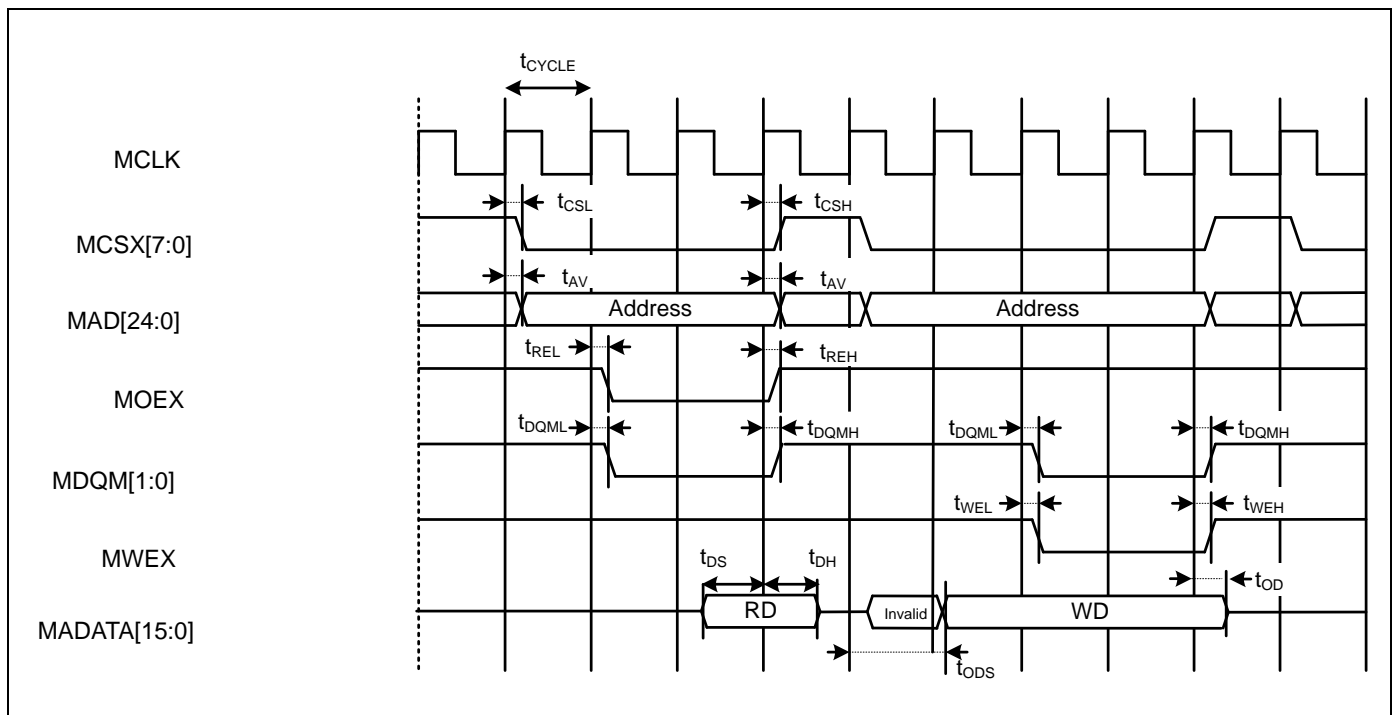 tCYCLE
MCLK
tCSL tCSH
MCSX[7:0]
tAV tAV
MAD[24:0] Address Address
tREL tREH
MOEX
tDQML tDQMH tDQML tDQMH
MDQM[1:0]
tWEL tWEH
MWEX
tDS tDH
tOD
MADATA[15:0] RD Invalid WD
tODS